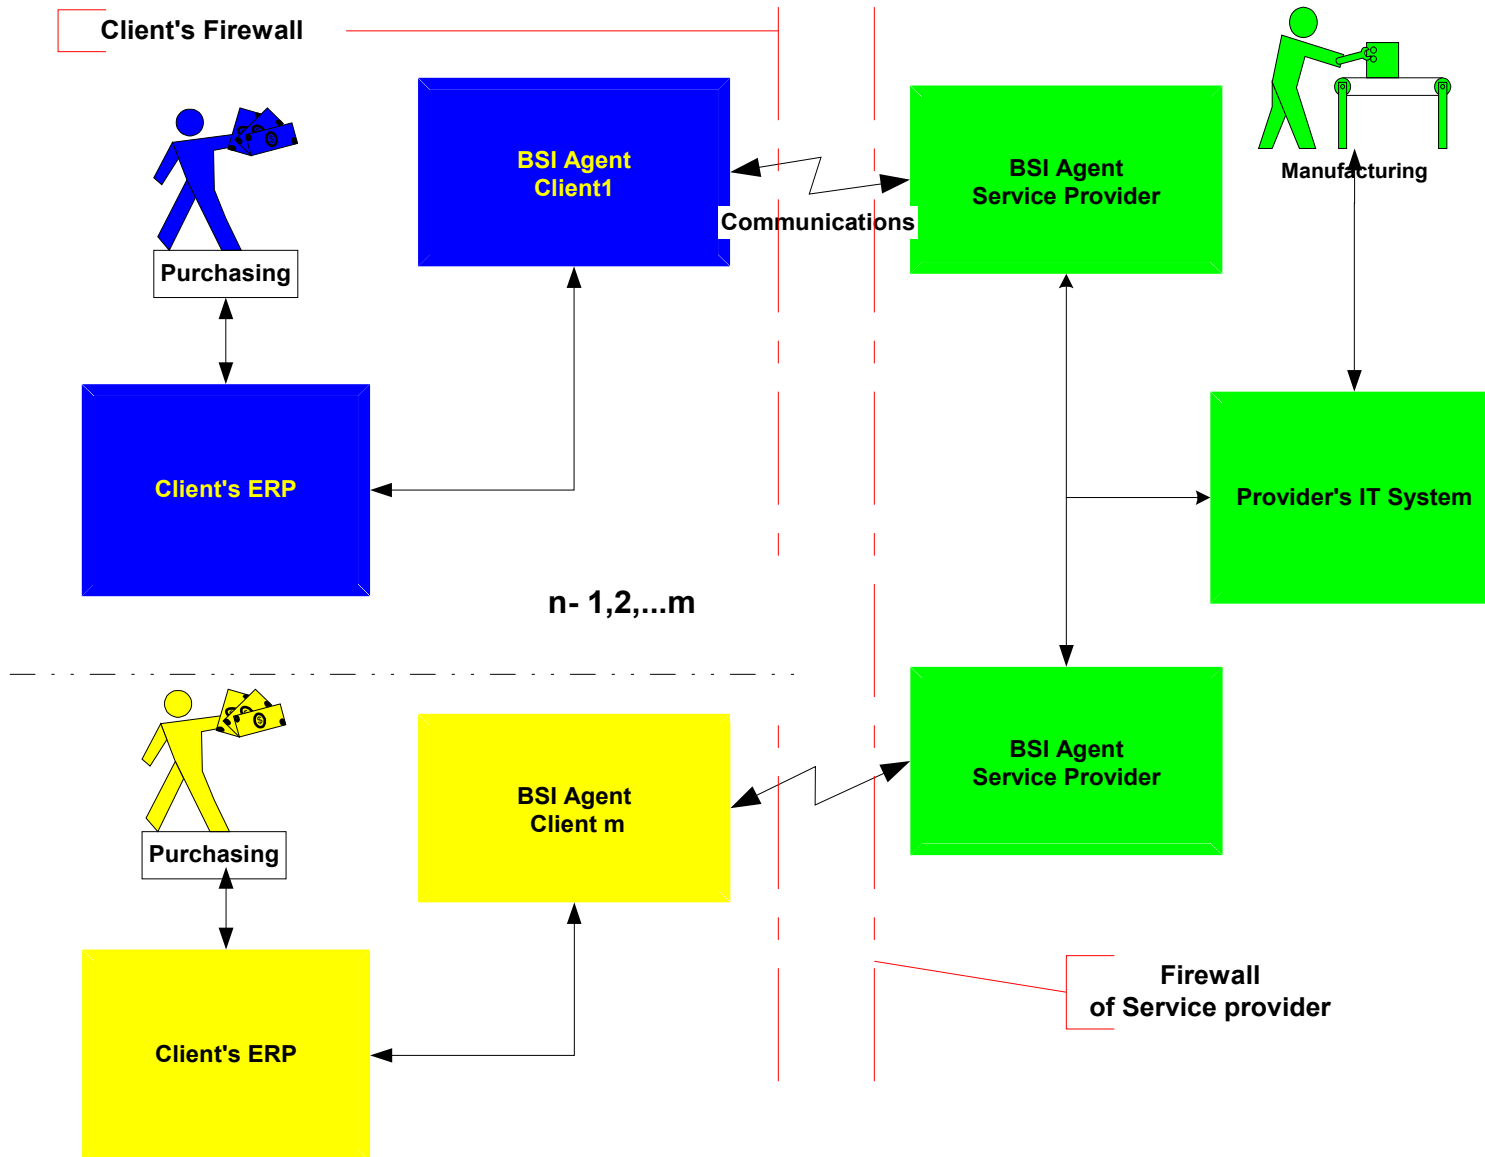 Client's Firewall
BSI Agent
Client1
BSI Agent
Service Provider
Manufacturing
Communications
Purchasing
Client's ERP
Provider's IT System
n- 1,2,...m
BSI Agent
Client m
BSI Agent
Service Provider
Purchasing
Client's ERP
Firewall
of Service provider